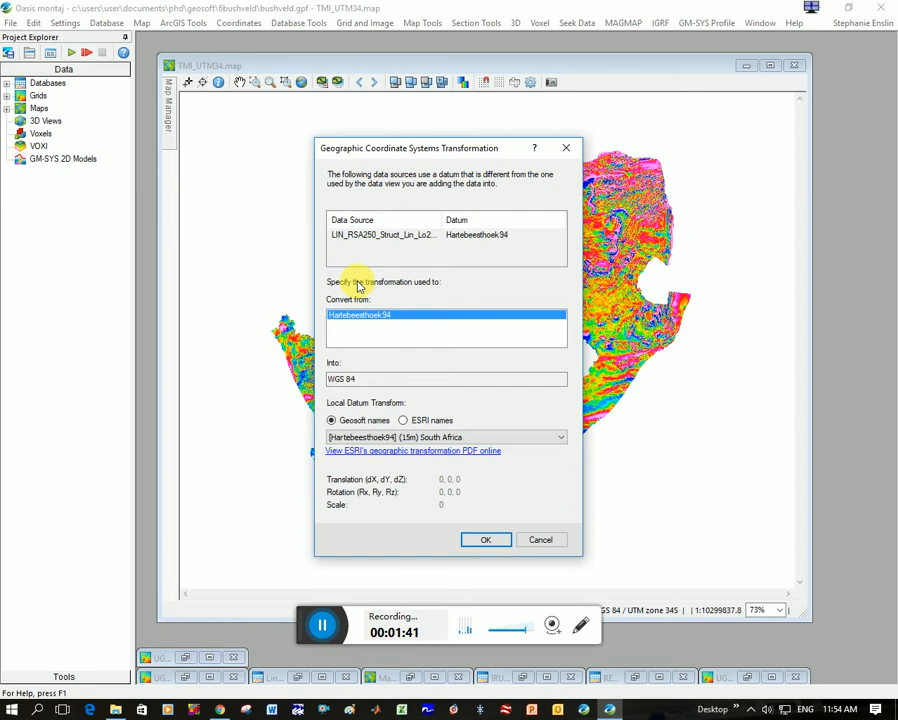 Oasis montaj - c:\users\user\documents\phd\geosoft\6bushveld\bushveld.gpf - TMI_UTM34.map
File Edit Settings Database Map ArcGIS Tools Coordinates Database Tools Grid and Image Map Tools Section Tools 3D Voxel Seek Data MAGMAP IGRF GM-SYS Profile Window Help Stephanie Enslin
Project Explorer
Data
Databases
Grids
Maps
3D Views
Voxels
VOXI
GM-SYS 2D Models
Tools
TMI_UTM34.map
Map Manager
Geographic Coordinate Systems Transformation
The following data sources use a datum that is different from the one
used by the data view you are adding the data into.
Data Source Datum
LIN_RSA250_Struct_Lin_Lo2... Hartebeesthoek94
Specify the transformation used to:
Convert from:
Hartebeesthoek94
Into:
WGS 84
Local Datum Transform:
Geosoft names ESRI names
[Hartebeesthoek94] (15m) South Africa
View ESRI's geographic transformation PDF online
Translation (dX, dY, dZ): 0, 0, 0
Rotation (Rx, Ry, Rz): 0, 0, 0
Scale: 0
OK Cancel
Recording...
00:01:41
GS 84 / UTM zone 34S 1:10299837.8 73%
UG...
UG... Lin... Ma... IRU... RE... UG...
For Help, press F1
Desktop ENG 11:54 AM